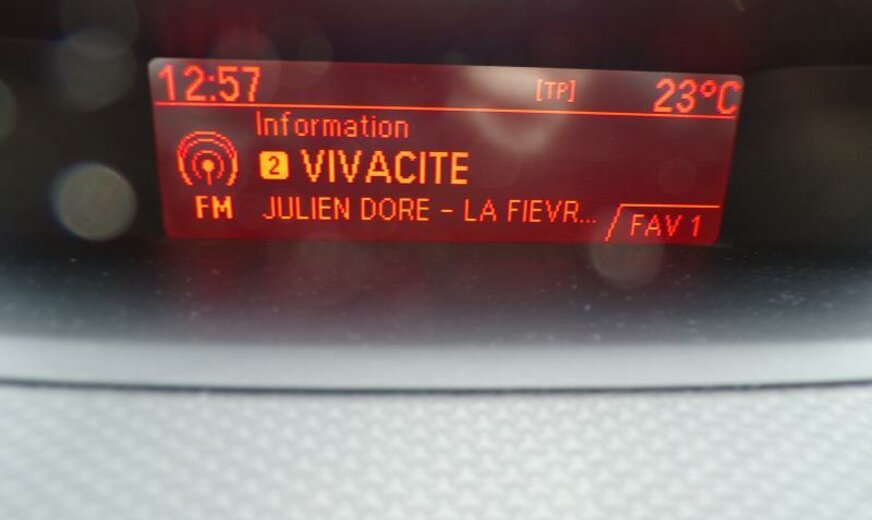 12:57 [TP] 23°C
Information
2 VIVACITE
FM JULIEN DORE - LA FIEVR...
FAV 1